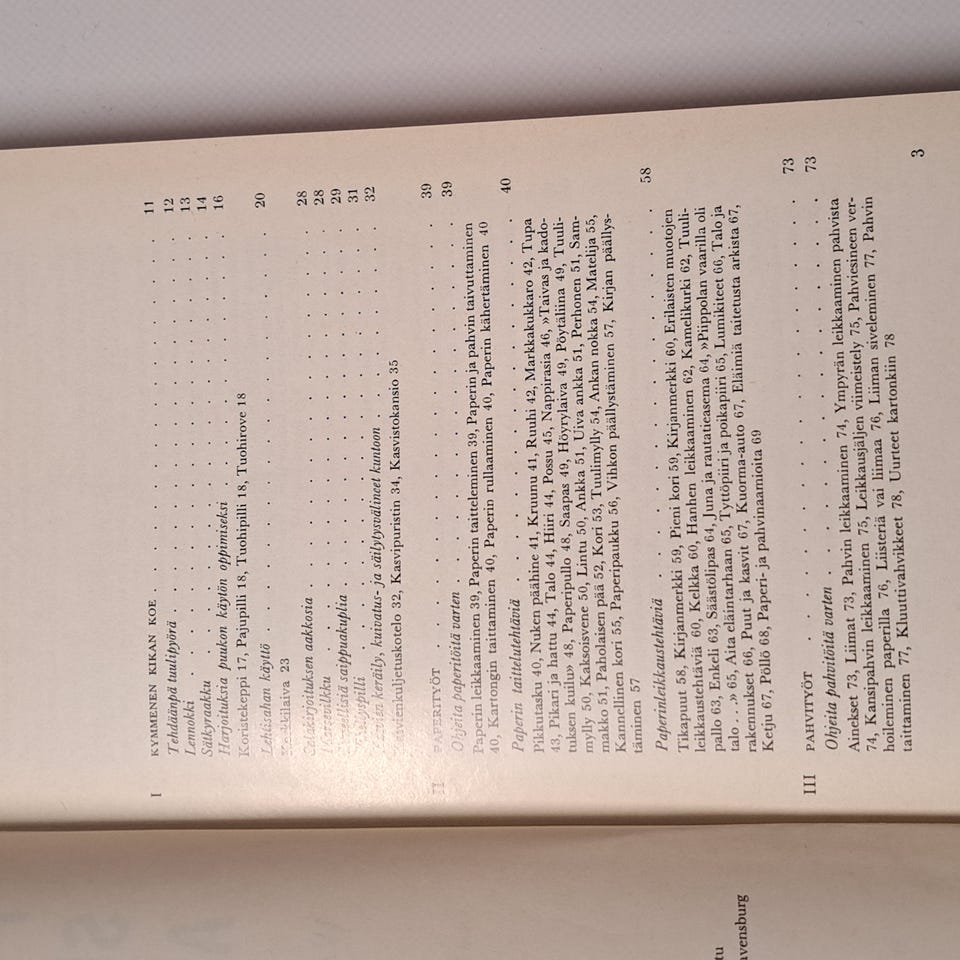 I KYMMENEN KIKAN KOE . . . . . . . . . . 11
Tehdäänpä tuulipyörä . . . . . . . . . 12
Lennokki . . . . . . . . . . 13
Säkyraakku . . . . . . . . . . 14
Harjoituksia puukon käytön oppimiseksi . . . . . . . 16
Koristekeppi 17, Pajupilli 18, Tuohipilli 18, Tuohirove 18
Lehtisahan käyttö . . . . . . . . . 20
23
aakkosia . . . . . . . . 28
. . . . . . . . . . 28
saippuakuplia . . . . . . . . 29
. . . . . . . . . . 31
keräily, kuivatus- ja säilytysvälineet kuntoon . . . . . 32
32, Kasvipuristin 34, Kasvistokansio 35
II PAPERITYÖT . . . . . . . . . . 39
Ohjeita paperitöitä varten . . . . . . . . . 39
Paperin leikkaaminen 39, Paperin taitteleminen 39, Paperin ja pahvin taivuttaminen
40, Kartongin taittaminen 40, Paperin rullaaminen 40, Paperin kähertäminen 40
Paperin taittelutehtäviä . . . . . . . . . 40
Pikkutasku 40, Nuken päähine 41, Kruunu 41, Ruuhi 42, Markkakukkaro 42, Tupa
43, Pikari ja hattu 44, Talo 44, Hiiri 44, Possu 45, Nappirasia 46, »Taivas ja kado-
tuksen kuilu» 48, Paperipullo 48, Saapas 49, Höyrylaiva 49, Pöytäliina 49, Tuuli-
mylly 50, Kaksoisvene 50, Lintu 50, Ankka 51, Uiva ankka 51, Perhonen 51, Sam-
makko 51, Paholaisen pää 52, Kori 53, Tuulimylly 54, Ankan nokka 54, Matelija 55,
Kannellinen kori 55, Paperipaukku 56, Vihkon päällystäminen 57, Kirjan päällys-
täminen 57
Paperinleikkaustehtäviä . . . . . . . . . 58
Tikapuut 58, Kirjanmerkki 59, Pieni kori 59, Kirjanmerkki 60, Erilaisten muotojen
leikkaustehtäviä 60, Kelkka 60, Hanhen leikkaaminen 62, Kamelikurki 62, Tuuli-
pallo 63, Enkeli 63, Säästölipas 64, Juna ja rautatieasema 64, »Piippolan vaarilla oli
talo . . .» 65, Aita eläintarhaan 65, Tyttöpiiri ja poikapiiri 65, Lumikiteet 66, Talo ja
rakennukset 66, Puut ja kasvit 67, Kuorma-auto 67, Eläimiä taitetusta arkista 67,
Ketju 67, Pöllö 68, Paperi- ja pahvinaamioita 69
III PAHVITYÖT . . . . . . . . . . 73
Ohjeita pahvitöitä varten . . . . . . . . . 73
Ainekset 73, Liimat 73, Pahvin leikkaaminen 74, Ympyrän leikkaaminen pahvista
74, Kansipahvin leikkaaminen 75, Leikkausjäljen viimeistely 75, Pahviesineen ver-
hoileminen paperilla 76, Liisteriä vai liimaa 76, Liiman siveleminen 77, Pahvin
taittaminen 77, Kluuttivahvikkeet 78, Uurteet kartonkiin 78
3
tu
avensburg